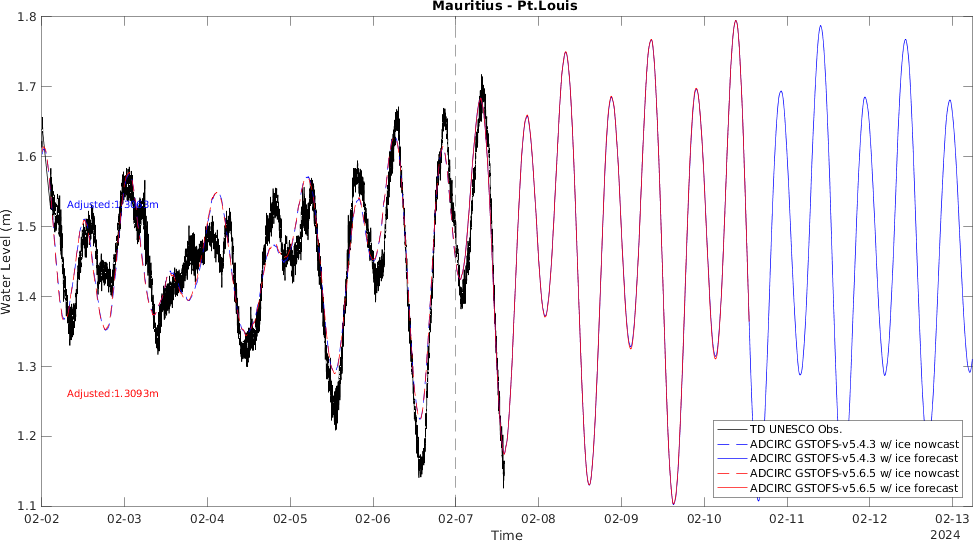 Mauritius - Pt.Louis
1.8
1.7
1.6
1.5
1.4
1.3
1.2
1.1
Water Level (m)
Adjusted:1.3093m
TD UNESCO Obs.
ADCIRC GSTOFS-v5.4.3 w/ ice nowcast
ADCIRC GSTOFS-v5.4.3 w/ ice forecast
ADCIRC GSTOFS-v5.6.5 w/ ice nowcast
ADCIRC GSTOFS-v5.6.5 w/ ice forecast
02-02 02-03 02-04 02-05 02-06 02-07 02-08 02-09 02-10 02-11 02-12 02-13
Time
2024